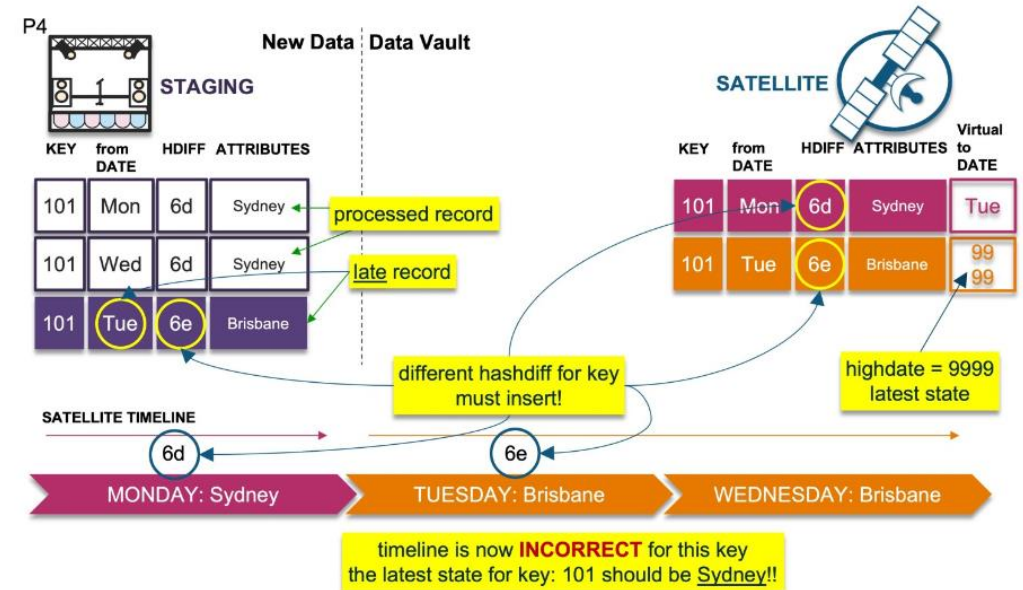 P4
New Data Data Vault
1
STAGING
SATELLITE
KEY from DATE HDIFF ATTRIBUTES
101 Mon 6d Sydney
101 Wed 6d Sydney
101 Tue 6e Brisbane
processed record
late record
KEY from DATE HDIFF ATTRIBUTES Virtual to DATE
101 Mon 6d Sydney Tue
101 Tue 6e Brisbane 99 99
different hashdiff for key
must insert!
highdate = 9999
latest state
SATELLITE TIMELINE
6d 6e
MONDAY: Sydney TUESDAY: Brisbane WEDNESDAY: Brisbane
timeline is now INCORRECT for this key
the latest state for key: 101 should be Sydney!!